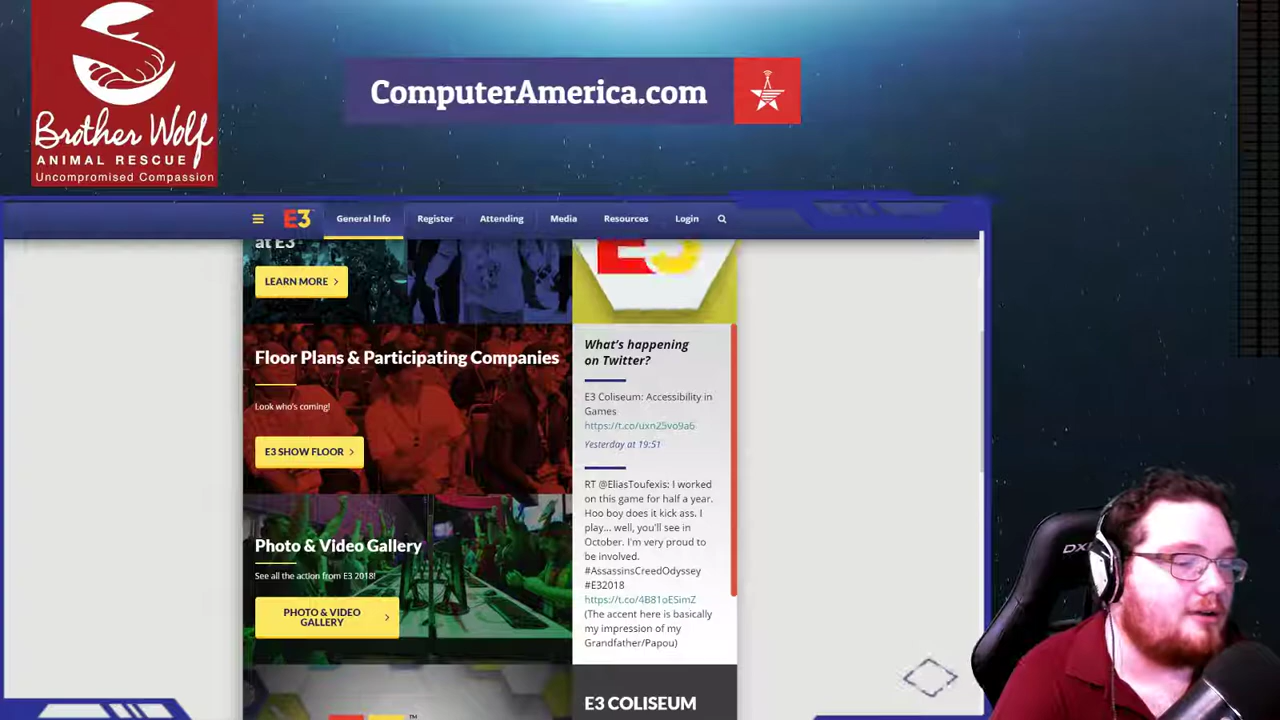 Brother Wolf
ANIMAL RESCUE
Uncompromised Compassion
ComputerAmerica.com
E3
General Info
Register
Attending
Media
Resources
Login
at E3
LEARN MORE
Floor Plans & Participating Companies
Look who's coming!
E3 SHOW FLOOR
Photo & Video Gallery
See all the action from E3 2018!
PHOTO & VIDEO
GALLERY
E3
What's happening
on Twitter?
E3 Coliseum: Accessibility in
Games
https://t.co/uxn25vo9a6
Yesterday at 19:51
RT @EliasToufexis: I worked
on this game for half a year.
Hoo boy does it kick ass. I
play... well, you'll see in
October. I'm very proud to
be involved.
#AssassinsCreedOdyssey
#E32018
https://t.co/4B81oESimZ
(The accent here is basically
my impression of my
Grandfather/Papou)
E3 COLISEUM
DX